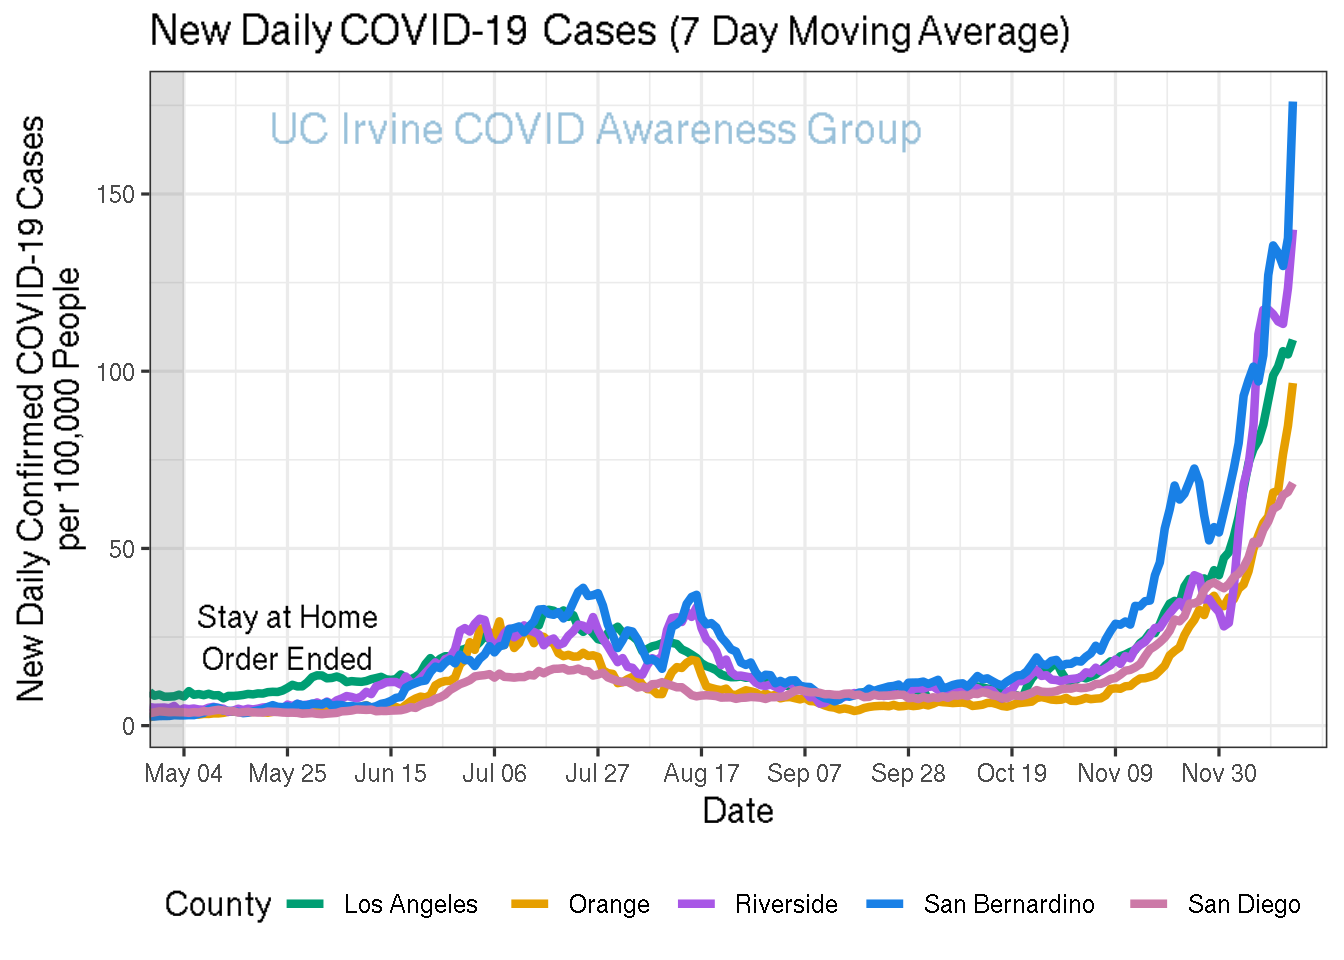 New Daily COVID-19 Cases (7 Day Moving Average)
UC Irvine COVID Awareness Group
New Daily Confirmed COVID-19 Cases
per 100,000 People
150
100
50
0
Stay at Home
Order Ended
May 04 May 25 Jun 15 Jul 06 Jul 27 Aug 17 Sep 07 Sep 28 Oct 19 Nov 09 Nov 30
Date
County Los Angeles Orange Riverside San Bernardino San Diego